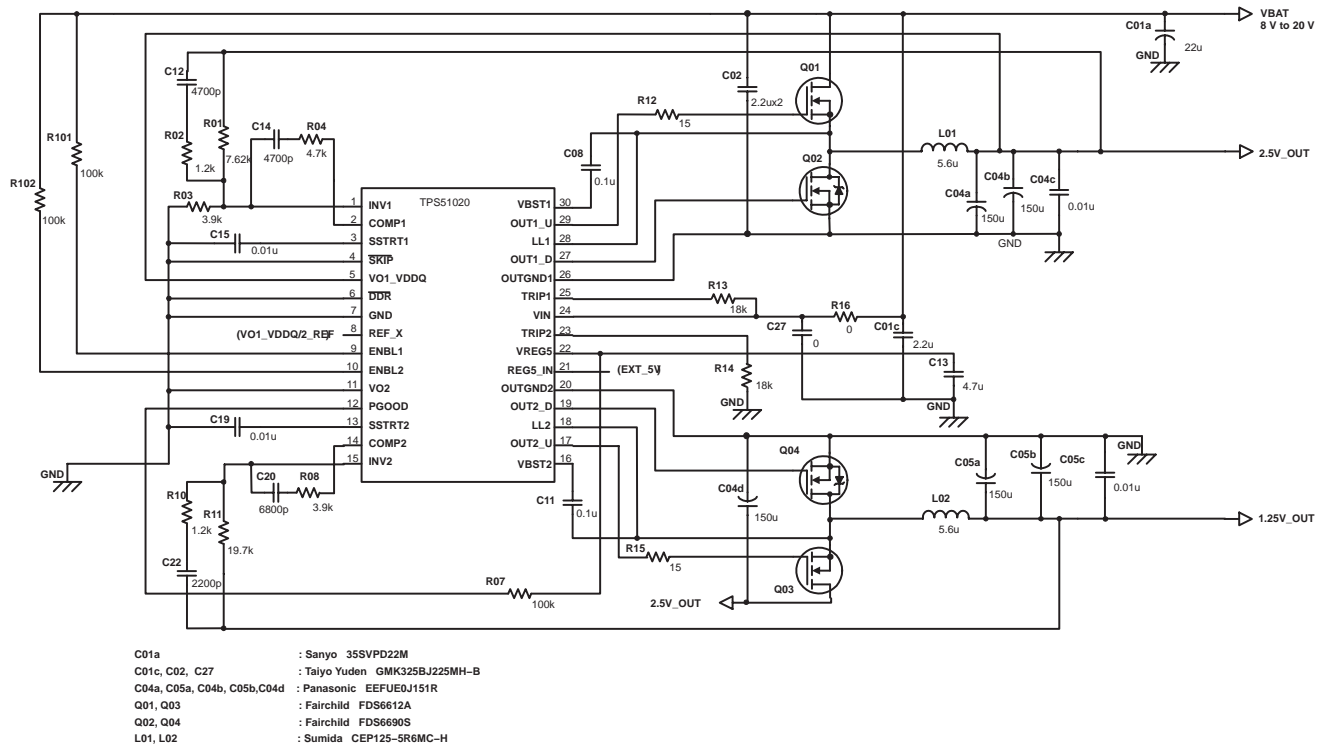 VBAT
8 V to 20 V
C01a
22u
GND
C12
4700p
R02
1.2k
R01
7.62k
C14
4700p
R04
4.7k
R101
100k
R102
100k
R03
3.9k
C15
0.01u
C02
2.2ux2
Q01
R12
15
C08
0.1u
Q02
L01
5.6u
2.5V_OUT
C04a
150u
C04b
150u
C04c
0.01u
GND
TPS51020
1 INV1
2 COMP1
3 SSTRT1
4 SKIP
5 VO1_VDDQ
6 DDR
7 GND
8 REF_X
9 ENBL1
10 ENBL2
11 VO2
12 PGOOD
13 SSTRT2
14 COMP2
15 INV2
VBST1 30
OUT1_U 29
LL1 28
OUT1_D 27
OUTGND1 26
TRIP1 25
VIN 24
TRIP2 23
VREG5 22
REG5_IN 21
OUTGND2 20
OUT2_D 19
LL2 18
OUT2_U 17
VBST2 16
(VO1_VDDQ/2_REF)
(EXT_5V)
R13
18k
R16
0
C27
0
C01c
2.2u
R14
18k
GND
C13
4.7u
GND
C19
0.01u
GND
C20
6800p
R08
3.9k
R10
1.2k
R11
19.7k
C22
2200p
R07
100k
C11
0.1u
R15
15
C04d
150u
Q04
Q03
2.5V_OUT
L02
5.6u
C05a
150u
C05b
150u
C05c
0.01u
GND
1.25V_OUT
C01a : Sanyo 35SVPD22M
C01c, C02, C27 : Taiyo Yuden GMK325BJ225MH−B
C04a, C05a, C04b, C05b,C04d : Panasonic EEFUE0J151R
Q01, Q03 : Fairchild FDS6612A
Q02, Q04 : Fairchild FDS6690S
L01, L02 : Sumida CEP125−5R6MC−H